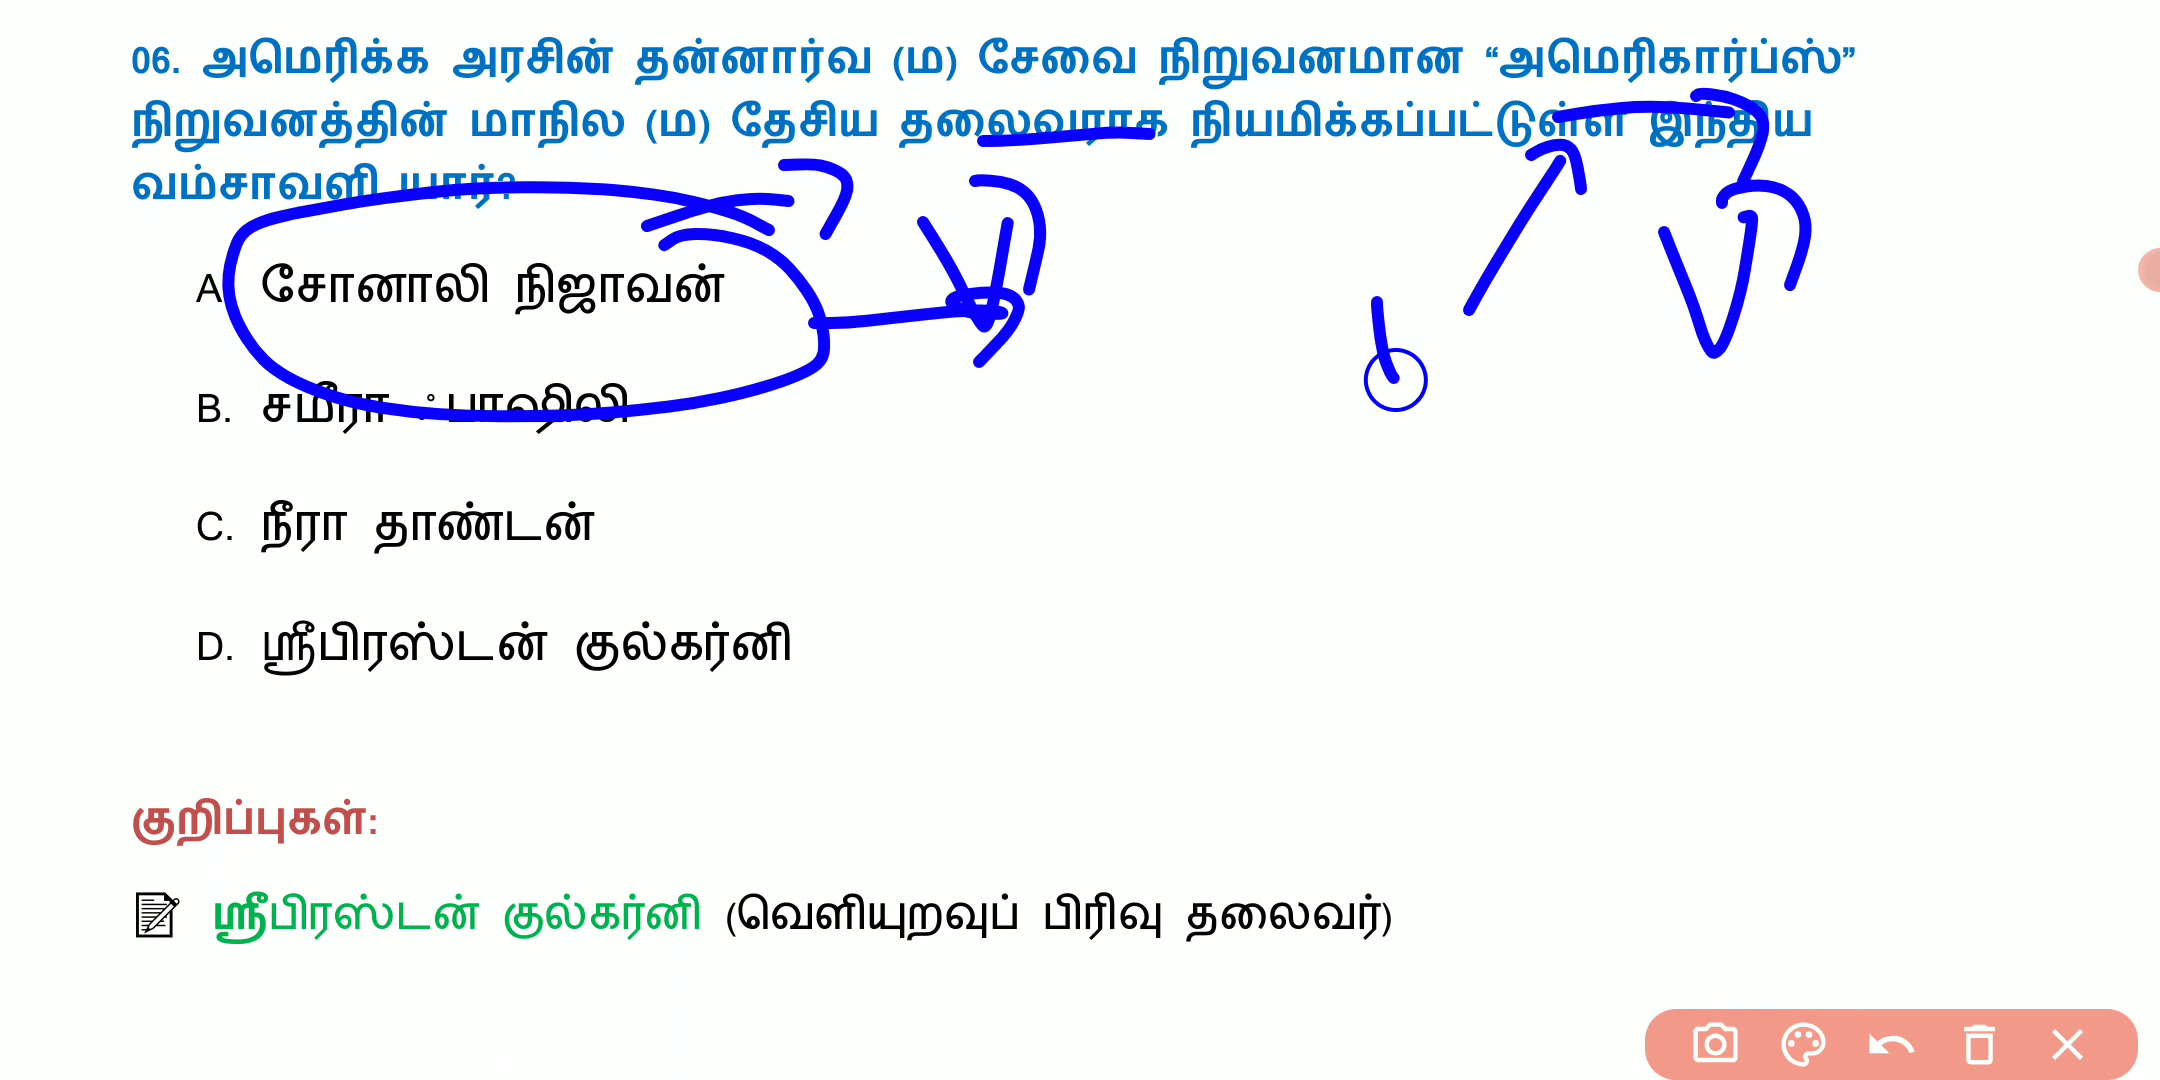 06. அமெரிக்க அரசின் தன்னார்வ (ம) சேவை நிறுவனமான “அமெரிகார்ப்ஸ்”
நிறுவனத்தின் மாநில (ம) தேசிய தலைவராக நியமிக்கப்பட்டுள்ள இந்திய
வம்சாவளி யார்?
A. சோனாலி நிஜாவன்
B. சமீரா ஃபாஷிலி
C. நீரா தாண்டன்
D. ஸ்ரீபிரஸ்டன் குல்கர்னி
குறிப்புகள்:
ஸ்ரீபிரஸ்டன் குல்கர்னி (வெளியுறவுப் பிரிவு தலைவர்)